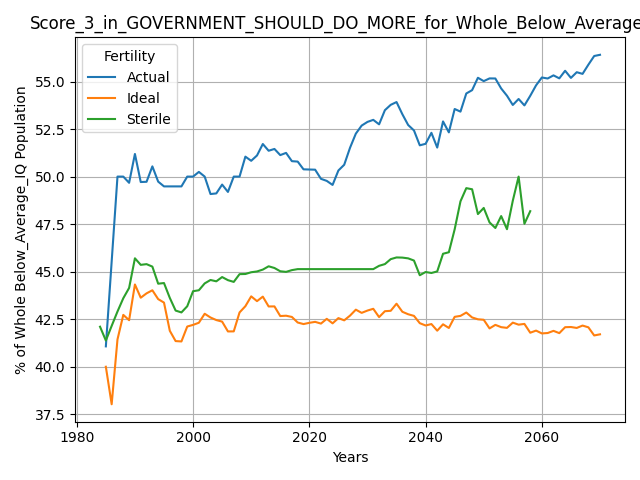 Score_3_in_GOVERNMENT_SHOULD_DO_MORE_for_Whole_Below_Average
Fertility
Actual
Ideal
Sterile
% of Whole Below_Average_IQ Population
55.0
52.5
50.0
47.5
45.0
42.5
40.0
37.5
1980 2000 2020 2040 2060
Years